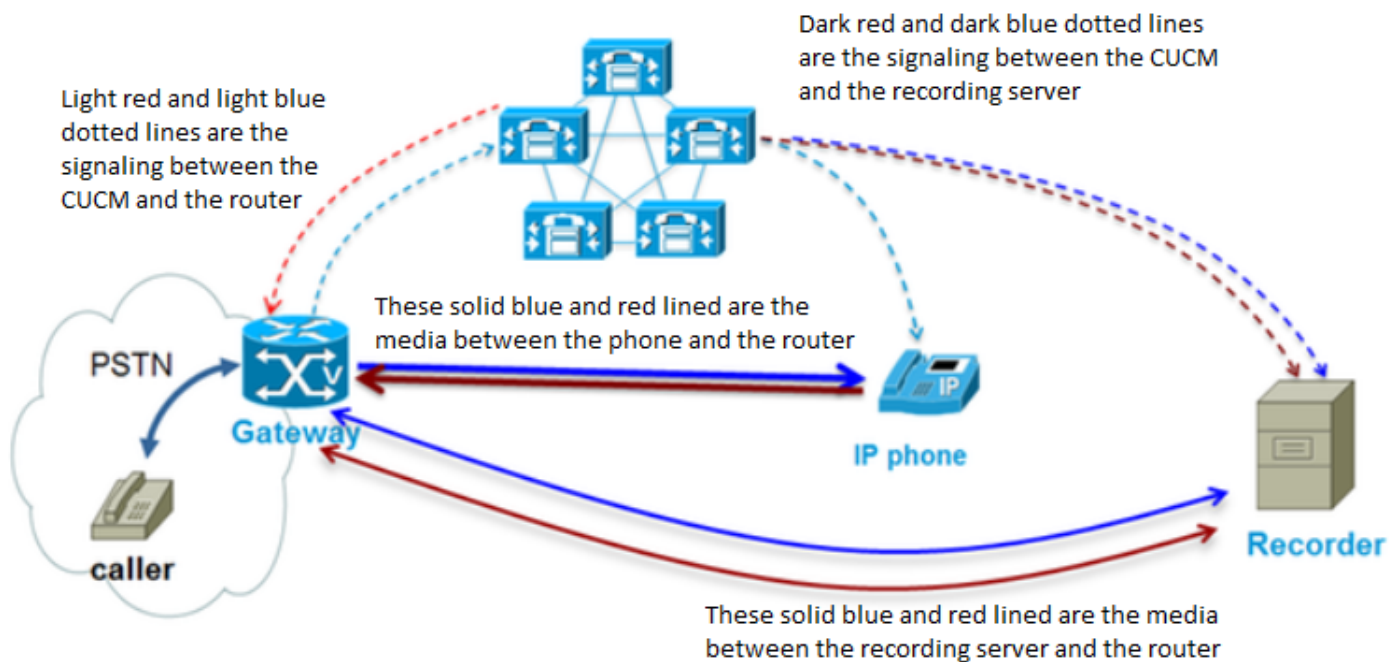 Dark red and dark blue dotted lines
are the signaling between the CUCM
and the recording server
Light red and light blue
dotted lines are the
signaling between the
CUCM and the router
These solid blue and red lined are the
media between the phone and the router
PSTN
V
IP
Gateway
IP phone
caller
Recorder
These solid blue and red lined are the media
between the recording server and the router